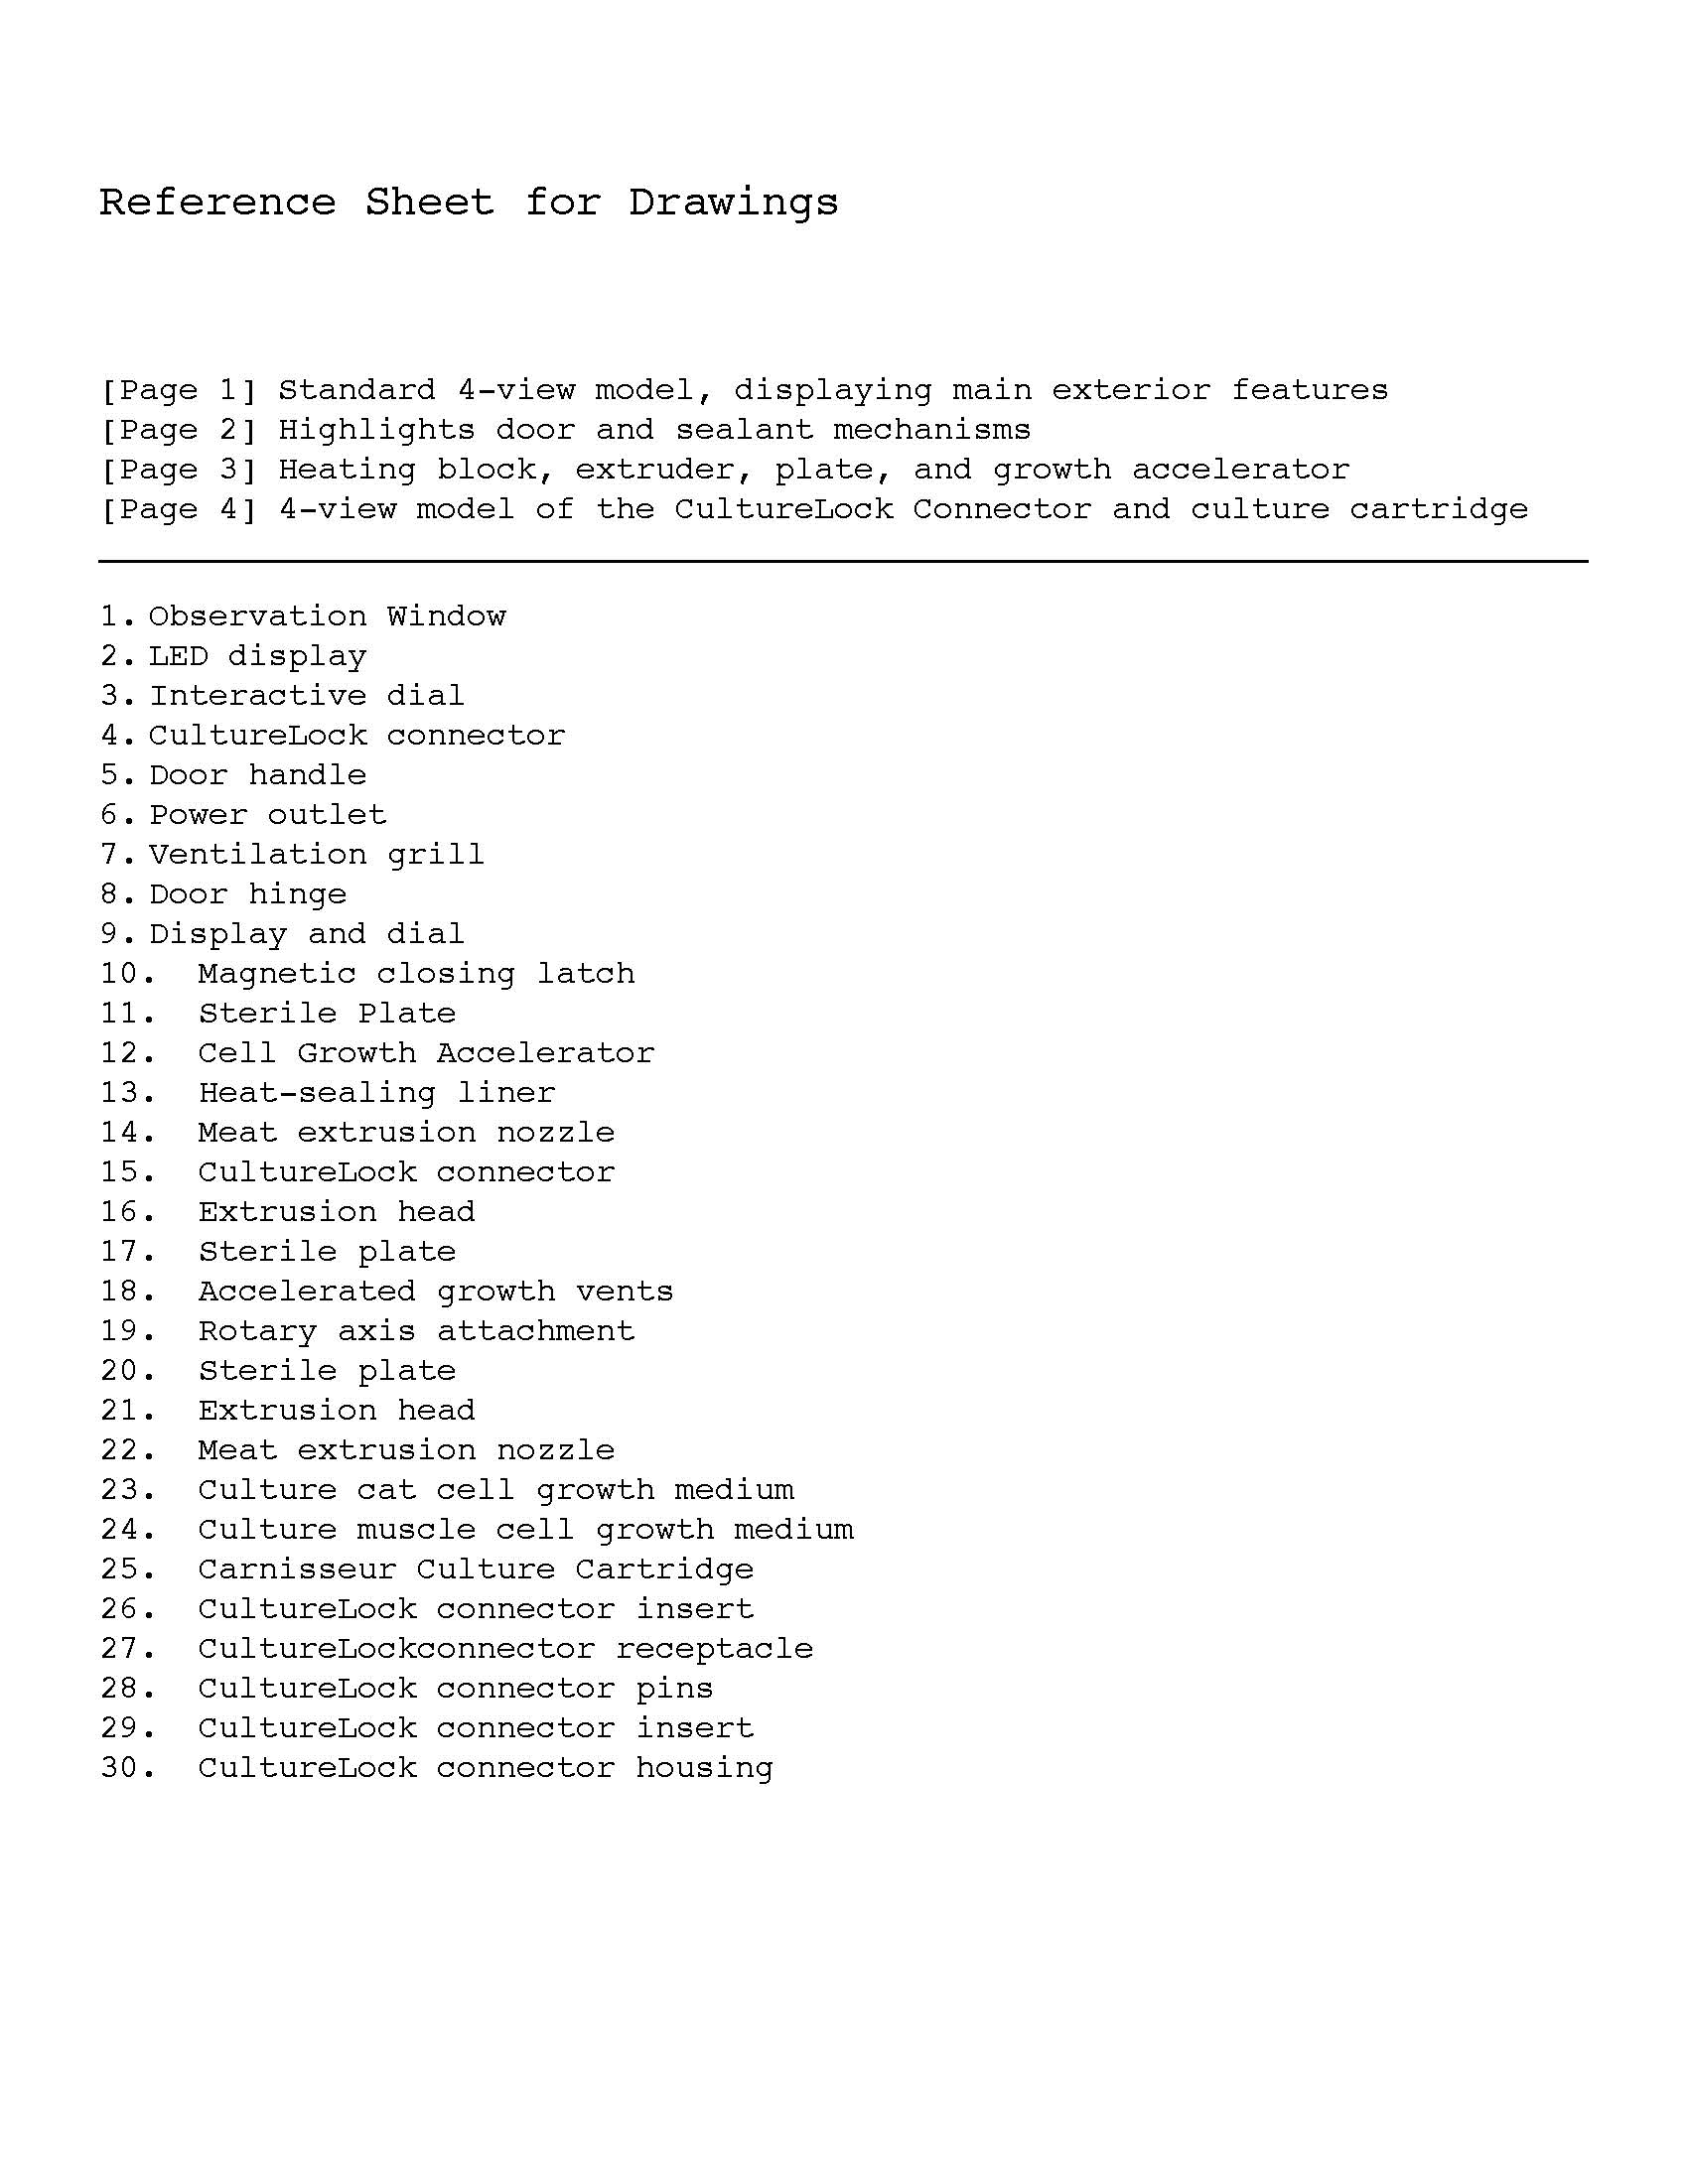 Reference Sheet for Drawings
[Page 1] Standard 4-view model, displaying main exterior features
[Page 2] Highlights door and sealant mechanisms
[Page 3] Heating block, extruder, plate, and growth accelerator
[Page 4] 4-view model of the CultureLock Connector and culture cartridge
1. Observation Window
2. LED display
3. Interactive dial
4. CultureLock connector
5. Door handle
6. Power outlet
7. Ventilation grill
8. Door hinge
9. Display and dial
10. Magnetic closing latch
11. Sterile Plate
12. Cell Growth Accelerator
13. Heat-sealing liner
14. Meat extrusion nozzle
15. CultureLock connector
16. Extrusion head
17. Sterile plate
18. Accelerated growth vents
19. Rotary axis attachment
20. Sterile plate
21. Extrusion head
22. Meat extrusion nozzle
23. Culture cat cell growth medium
24. Culture muscle cell growth medium
25. Carnisseur Culture Cartridge
26. CultureLock connector insert
27. CultureLockconnector receptacle
28. CultureLock connector pins
29. CultureLock connector insert
30. CultureLock connector housing